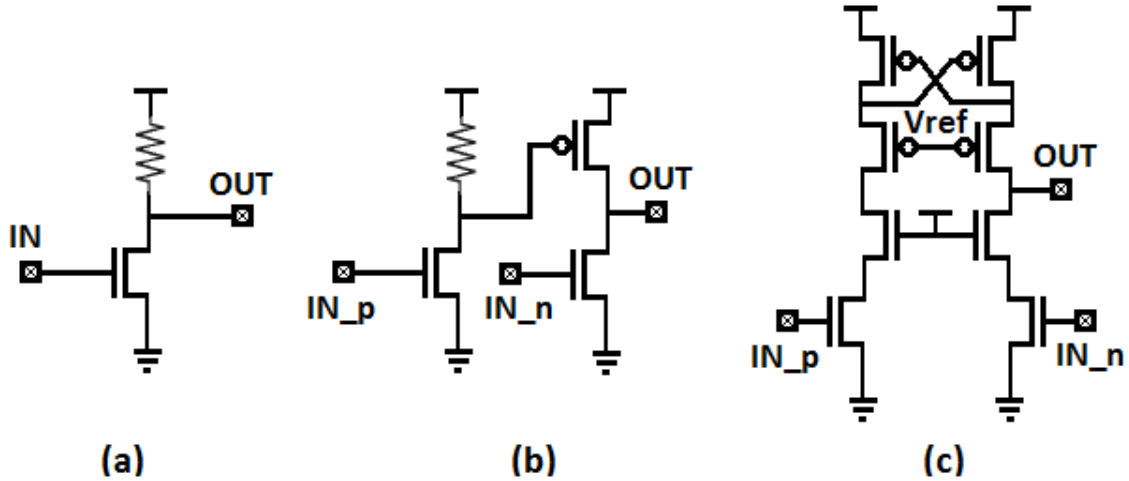 IN
OUT
(a)
IN_p
IN_n
OUT
(b)
Vref
OUT
IN_p
IN_n
(c)